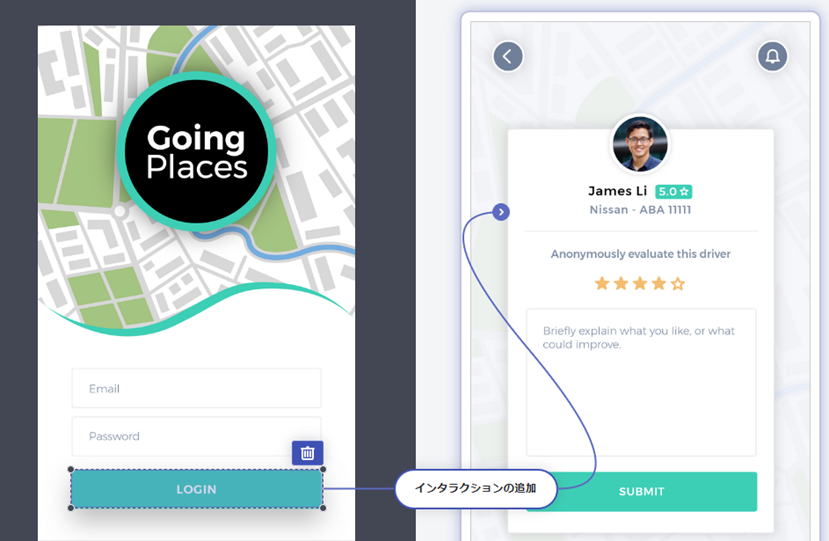 Going
Places
Email
Password
LOGIN
インタラクションの追加
James Li 5.0
Nissan - ABA 11111
Anonymously evaluate this driver
Briefly explain what you like, or what
could improve.
SUBMIT